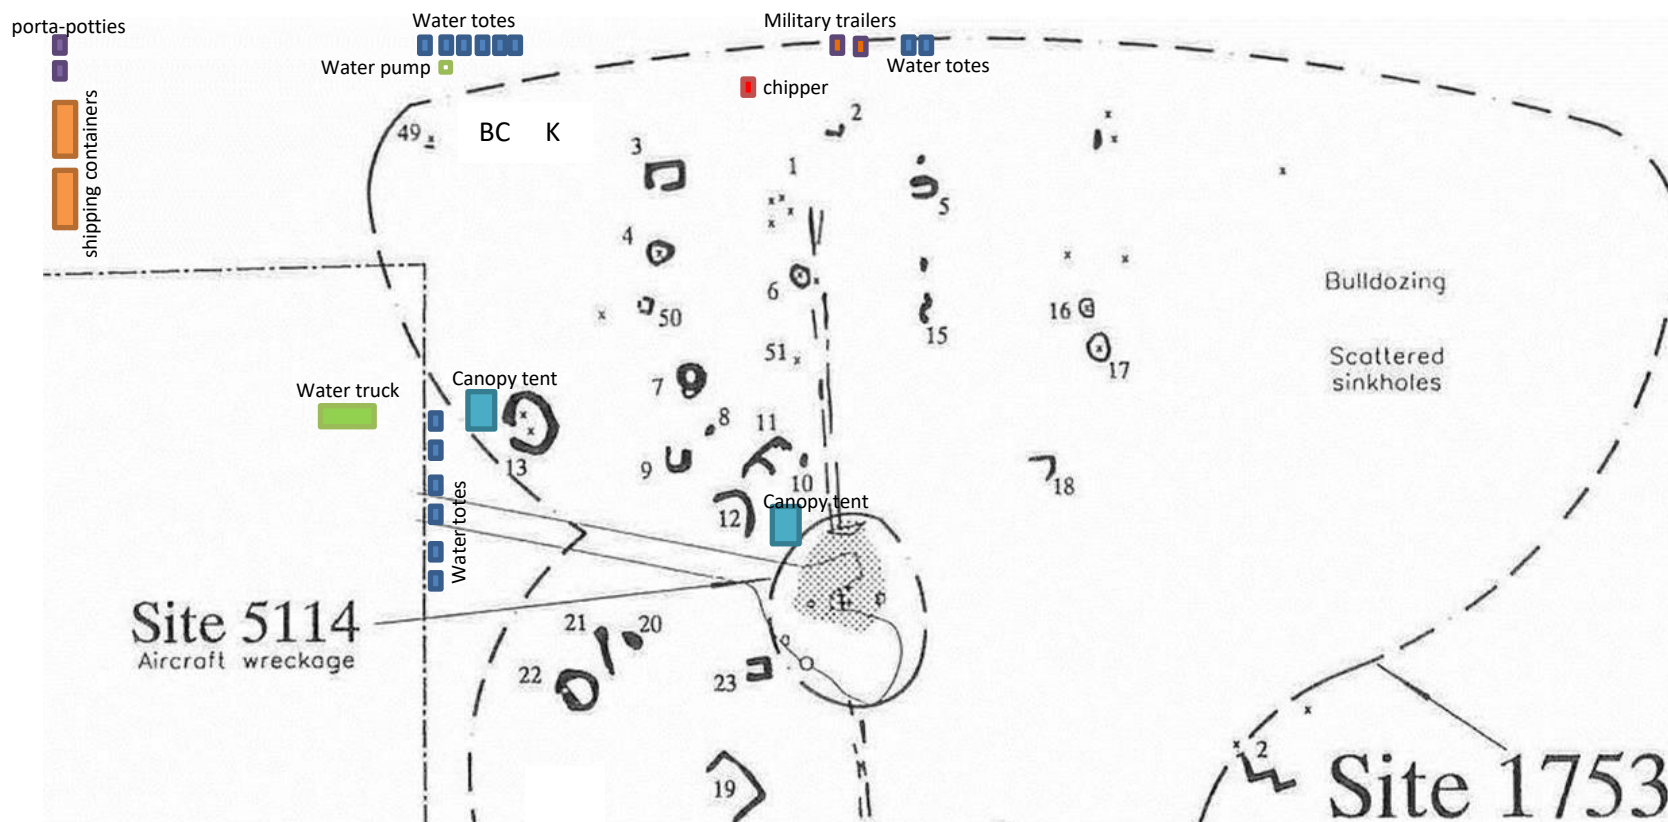 porta-potties
Water totes
Military trailers
Water pump
Water totes
chipper
shipping containers
49
BC K
2
3
1
5
4
6
50
16
15
51
17
Bulldozing
Scattered
sinkholes
7
Water truck
Canopy tent
8
11
13
9
10
18
Water totes
12
Canopy tent
Site 5114
Aircraft wreckage
21
20
22
23
19
2
Site 1753